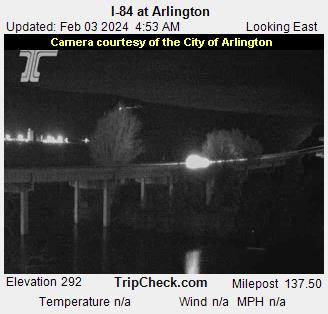 I-84 at Arlington
Updated: Feb 03 2024 4:53 AM Looking East
Camera courtesy of the City of Arlington
Elevation 292 TripCheck.com Milepost 137.50
Temperature n/a Wind n/a MPH n/a